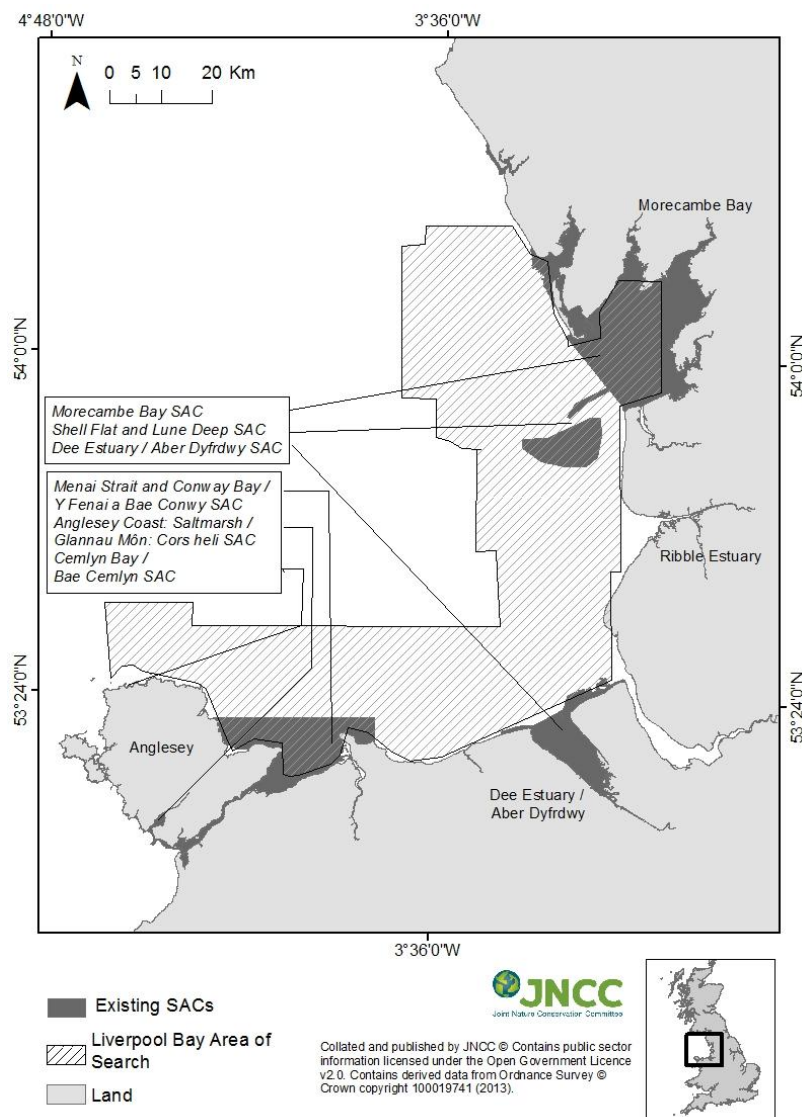 4°48'0"W
3°36'0"W
N
0 5 10 20 Km
Morecambe Bay
54°0'0"N
54°0'0"N
Morecambe Bay SAC
Shell Flat and Lune Deep SAC
Dee Estuary / Aber Dyfrdwy SAC
Menai Strait and Conway Bay /
Y Fenai a Bae Conwy SAC
Anglesey Coast: Saltmarsh /
Glannau Môn: Cors heli SAC
Cemlyn Bay /
Bae Cemlyn SAC
Ribble Estuary
53°24'0"N
53°24'0"N
Anglesey
Dee Estuary /
Aber Dyfrdwy
3°36'0"W
Existing SACs
Liverpool Bay Area of
Search
Land
JNCC
Joint Nature Conservation Committee
Collated and published by JNCC © Contains public sector
information licensed under the Open Government Licence
v2.0. Contains derived data from Ordnance Survey ©
Crown copyright 100019741 (2013).